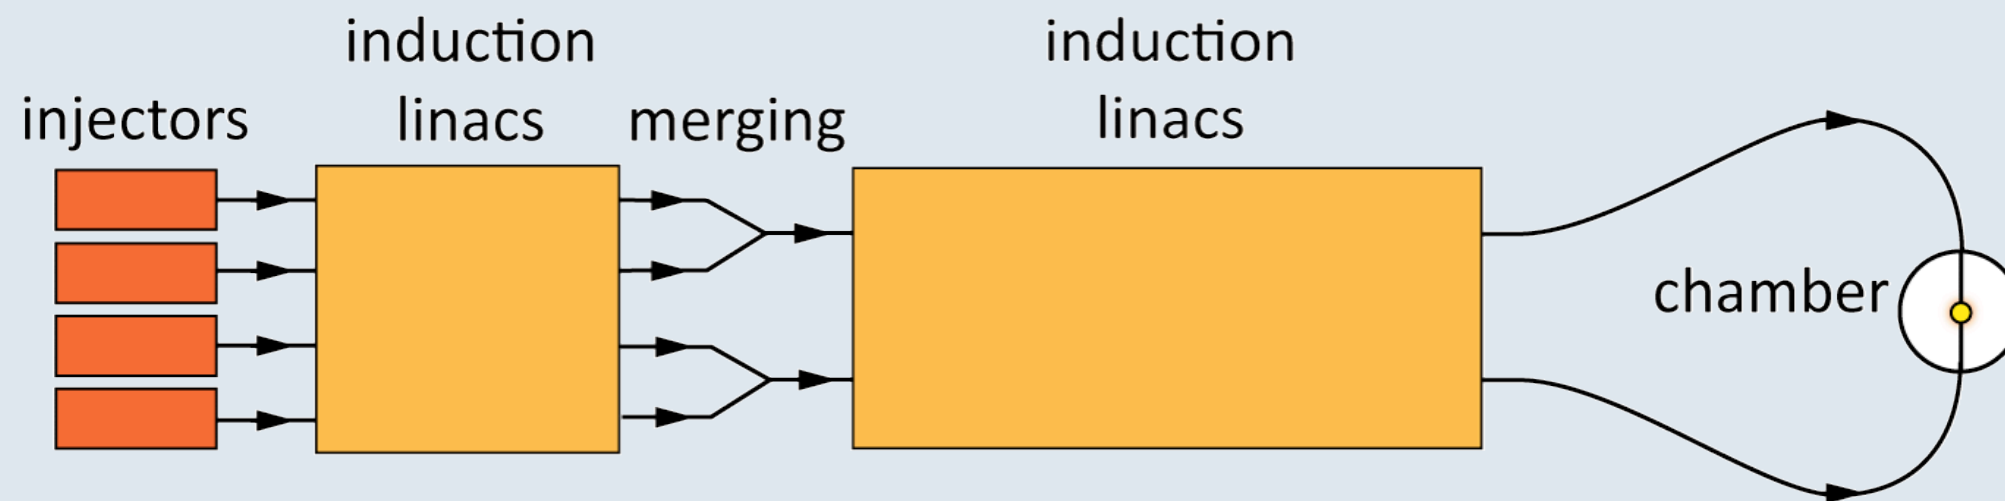 injectors
induction
linacs
merging
induction
linacs
chamber